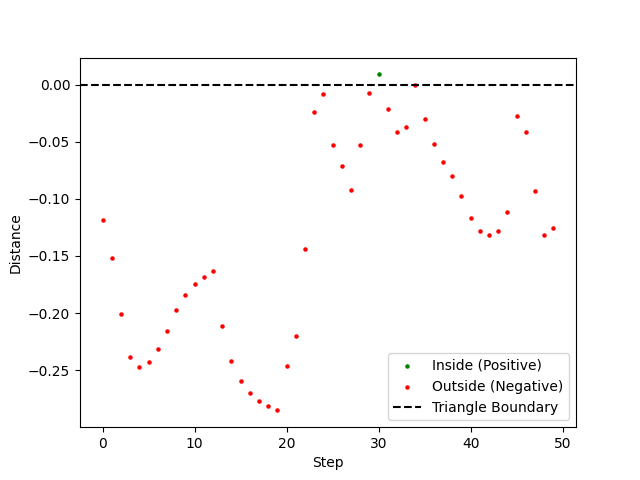 0.00
−0.05
−0.10
−0.15
−0.20
−0.25
Distance
0
10
20
30
40
50
Step
Inside (Positive)
Outside (Negative)
Triangle Boundary